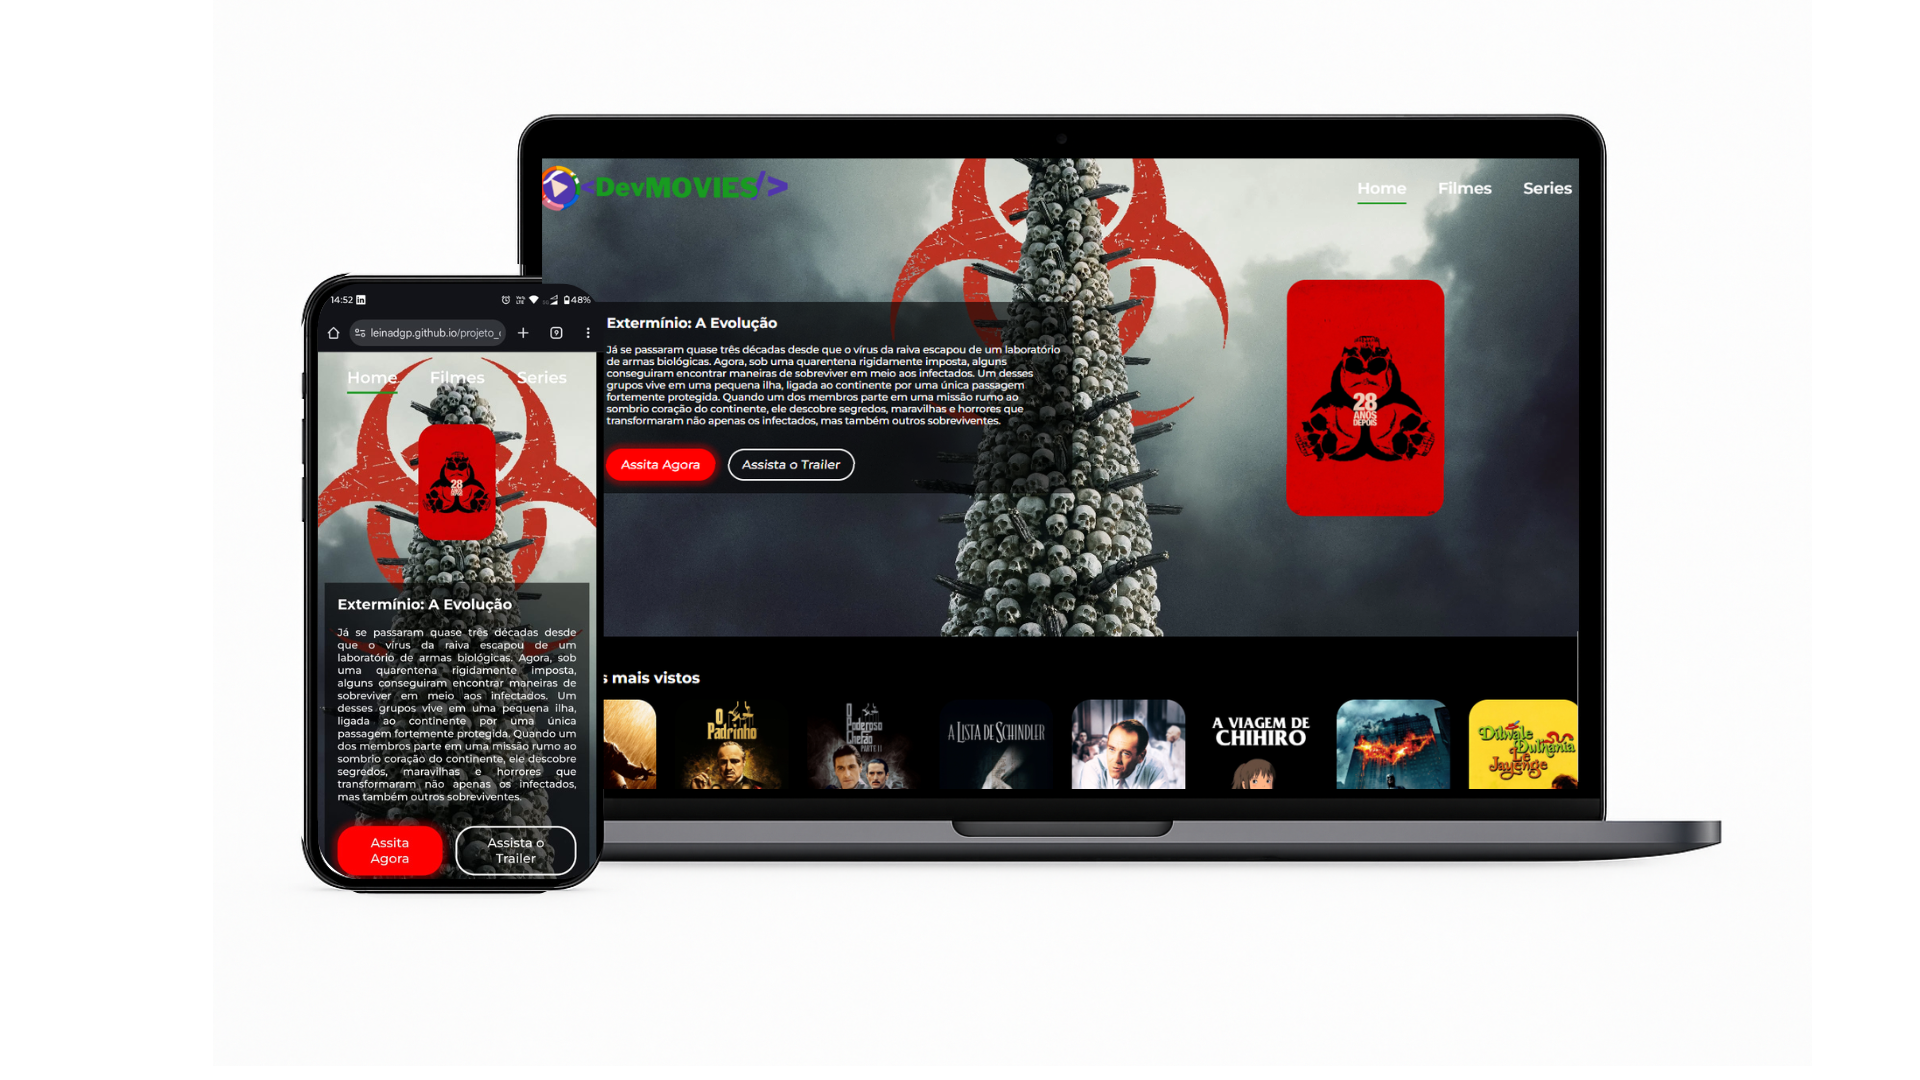 <DevMOVIES/>
Home Filmes Series
Extermínio: A Evolução
Já se passaram quase três décadas desde que o vírus da raiva escapou de um laboratório
de armas biológicas. Agora, sob uma quarentena rigidamente imposta, alguns
conseguiram encontrar maneiras de sobreviver em meio aos infectados. Um desses
grupos vive em uma pequena ilha, ligada ao continente por uma única passagem
fortemente protegida. Quando um dos membros parte em uma missão rumo ao
sombrio coração do continente, ele descobre segredos, maravilhas e horrores que
transformaram não apenas os infectados, mas também outros sobreviventes.
Assita Agora
Assista o Trailer
28
ANOS
DEPOIS
s mais vistos
O
Padrinho
O
Poderoso
Chefão
PARTE II
A LISTA DE SCHINDLER
A VIAGEM DE
CHIHIRO
Dilwale
Dulhania
Le
Jayenge
14:52
48%
leinadgp.github.io/projeto_
9
Home Filmes Series
28
ANOS
Extermínio: A Evolução
Já se passaram quase três décadas desde
que o vírus da raiva escapou de um
laboratório de armas biológicas. Agora, sob
uma quarentena rigidamente imposta,
alguns conseguiram encontrar maneiras de
sobreviver em meio aos infectados. Um
desses grupos vive em uma pequena ilha,
ligada ao continente por uma única
passagem fortemente protegida. Quando um
dos membros parte em uma missão rumo ao
sombrio coração do continente, ele descobre
segredos, maravilhas e horrores que
transformaram não apenas os infectados,
mas também outros sobreviventes.
Assita
Agora
Assista o
Trailer